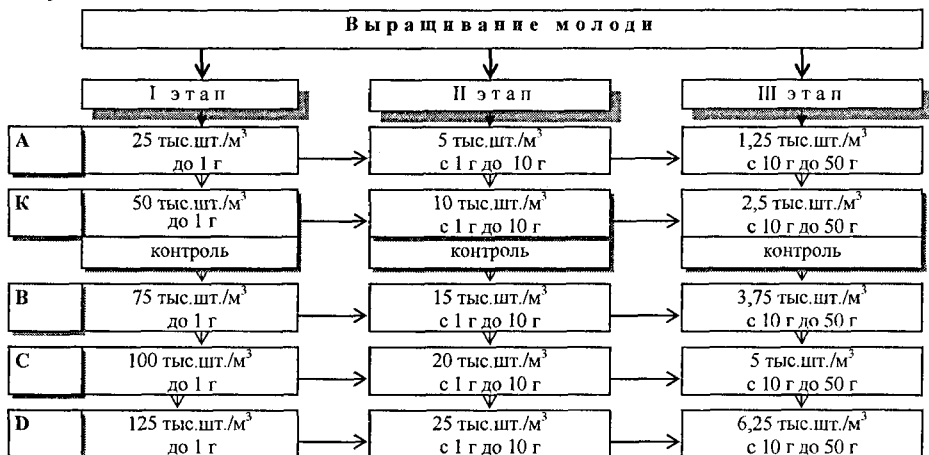 Выращивание молоди
I этап II этап III этап
A 25 тыс.шт./м³ 5 тыс.шт./м³ 1,25 тыс.шт./м³
до 1 г с 1 г до 10 г с 10 г до 50 г
K 50 тыс.шт./м³ 10 тыс.шт./м³ 2,5 тыс.шт./м³
до 1 г с 1 г до 10 г с 10 г до 50 г
контроль контроль контроль
B 75 тыс.шт./м³ 15 тыс.шт./м³ 3,75 тыс.шт./м³
до 1 г с 1 г до 10 г с 10 г до 50 г
C 100 тыс.шт./м³ 20 тыс.шт./м³ 5 тыс.шт./м³
до 1 г с 1 г до 10 г с 10 г до 50 г
D 125 тыс.шт./м³ 25 тыс.шт./м³ 6,25 тыс.шт./м³
до 1 г с 1 г до 10 г с 10 г до 50 г